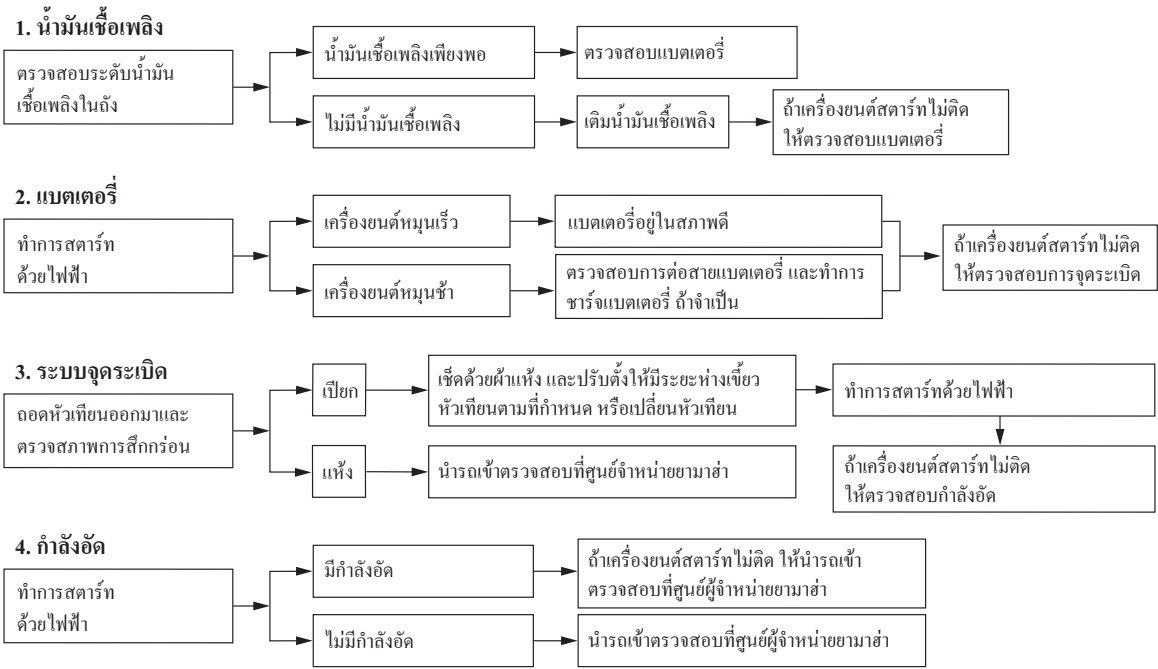 1. น้ำมันเชื้อเพลิง
ตรวจสอบระดับน้ำมัน
เชื้อเพลิงในถัง
น้ำมันเชื้อเพลิงเพียงพอ
ตรวจสอบแบตเตอรี่
ไม่มีน้ำมันเชื้อเพลิง
เติมน้ำมันเชื้อเพลิง
ถ้าเครื่องยนต์สตาร์ทไม่ติด
ให้ตรวจสอบแบตเตอรี่
2. แบตเตอรี่
ทำการสตาร์ท
ด้วยไฟฟ้า
เครื่องยนต์หมุนเร็ว
แบตเตอรี่อยู่ในสภาพดี
เครื่องยนต์หมุนช้า
ตรวจสอบการต่อสายแบตเตอรี่ และทำการ
ชาร์จแบตเตอรี่ ถ้าจำเป็น
ถ้าเครื่องยนต์สตาร์ทไม่ติด
ให้ตรวจสอบการจุดระเบิด
3. ระบบจุดระเบิด
ถอดหัวเทียนออกมาและ
ตรวจสภาพการสึกกร่อน
เปียก
เช็ดด้วยผ้าแห้ง และปรับตั้งให้มีระยะห่างเขี้ยว
หัวเทียนตามที่กำหนด หรือเปลี่ยนหัวเทียน
ทำการสตาร์ทด้วยไฟฟ้า
แห้ง
นำรถเข้าตรวจสอบที่ศูนย์จำหน่ายยามาฮ่า
ถ้าเครื่องยนต์สตาร์ทไม่ติด
ให้ตรวจสอบกำลังอัด
4. กำลังอัด
ทำการสตาร์ท
ด้วยไฟฟ้า
มีกำลังอัด
ถ้าเครื่องยนต์สตาร์ทไม่ติด ให้นำรถเข้า
ตรวจสอบที่ศูนย์ผู้จำหน่ายยามาฮ่า
ไม่มีกำลังอัด
นำรถเข้าตรวจสอบที่ศูนย์ผู้จำหน่ายยามาฮ่า